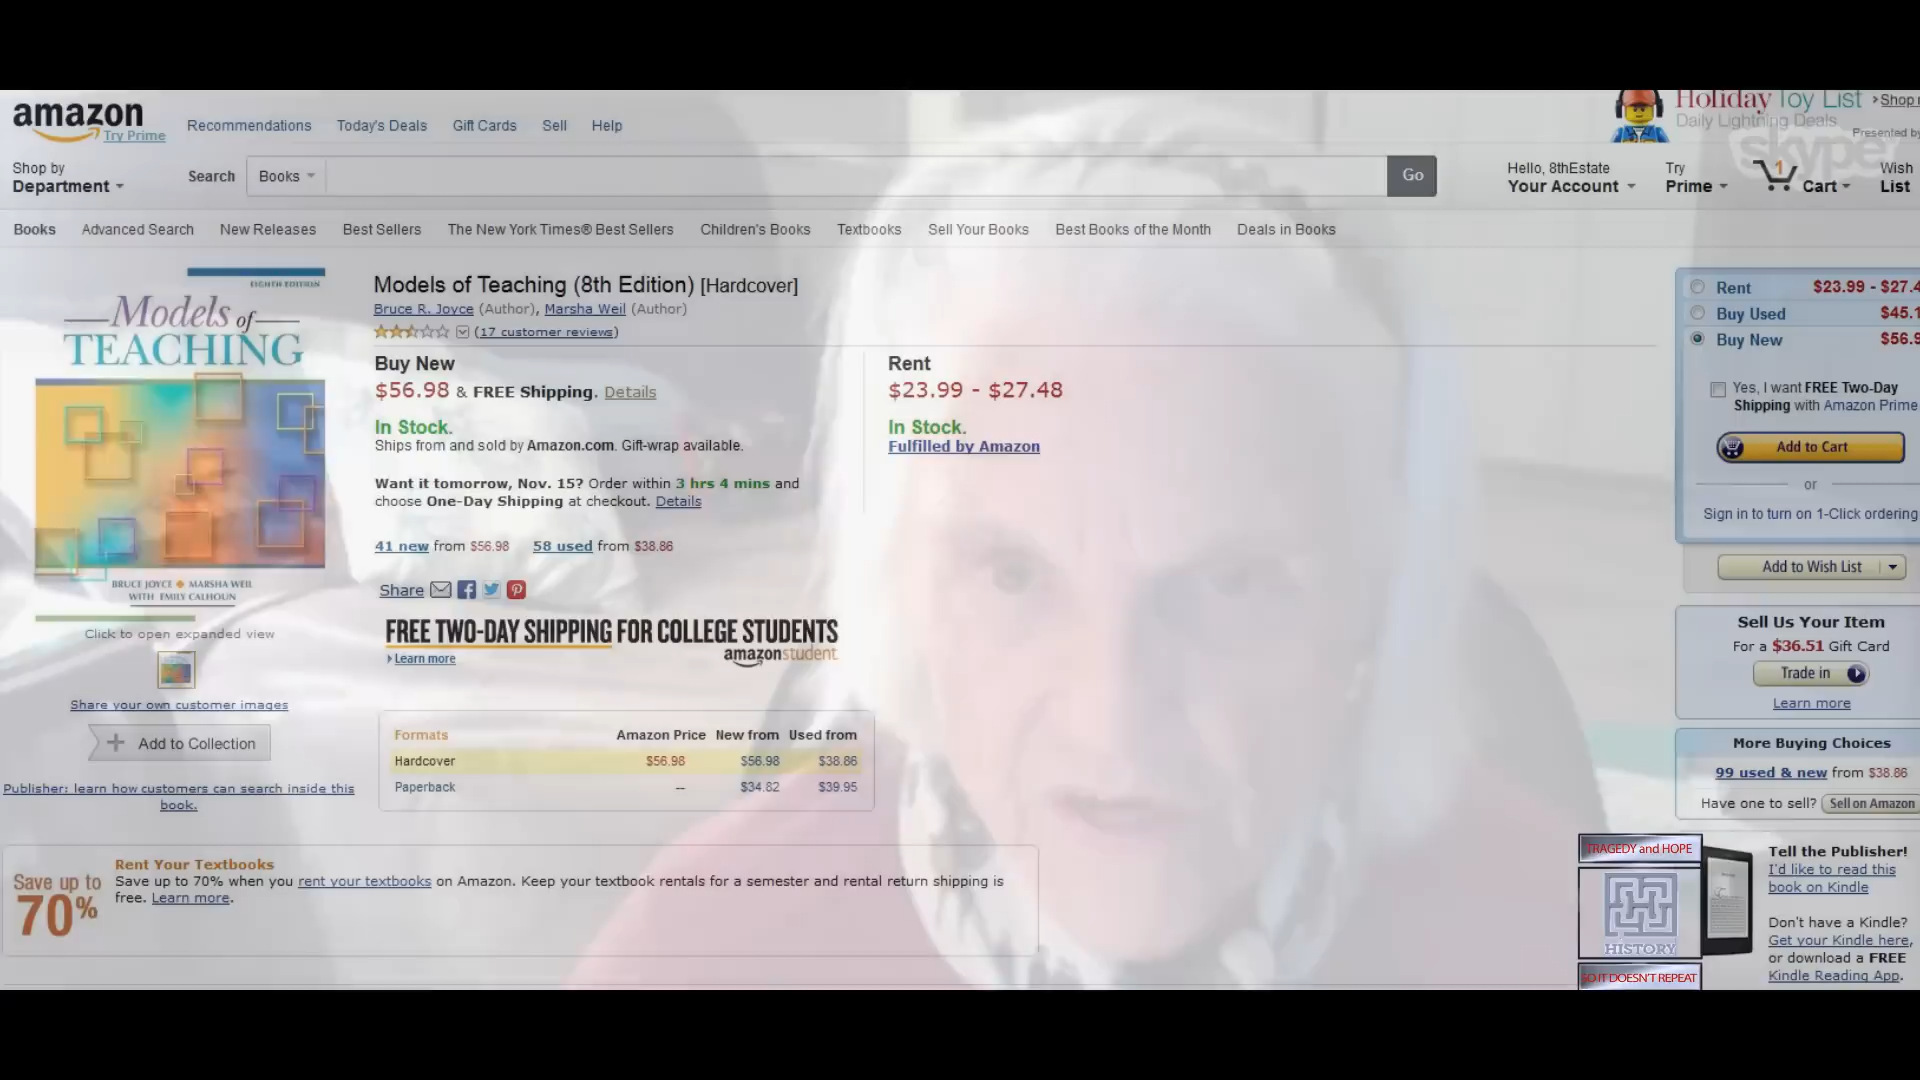 amazon
Try Prime
Recommendations Today's Deals Gift Cards Sell Help
Holiday Toy List
Daily Lightning Deals
Shop
Presented by
skype
Shop by
Department
Search Books Go
Hello, 8thEstate
Your Account
Try
Prime
1
Cart
Wish
List
Books Advanced Search New Releases Best Sellers The New York Times® Best Sellers Children's Books Textbooks Sell Your Books Best Books of the Month Deals in Books
EIGHTH EDITION
Models of
TEACHING
BRUCE JOYCE ◆ MARSHA WEIL
WITH EMILY CALHOUN
Click to open expanded view
Share your own customer images
Add to Collection
Publisher: learn how customers can search inside this
book.
Models of Teaching (8th Edition) [Hardcover]
Bruce R. Joyce (Author), Marsha Weil (Author)
(17 customer reviews)
Buy New
$56.98 & FREE Shipping. Details
In Stock.
Ships from and sold by Amazon.com. Gift-wrap available.
Want it tomorrow, Nov. 15? Order within 3 hrs 4 mins and
choose One-Day Shipping at checkout. Details
41 new from $56.98 58 used from $38.86
Rent
$23.99 - $27.48
In Stock.
Fulfilled by Amazon
Share
FREE TWO-DAY SHIPPING FOR COLLEGE STUDENTS
Learn more
amazonstudent
Formats Amazon Price New from Used from
Hardcover $56.98 $56.98 $38.86
Paperback -- $34.82 $39.95
Save up to
70%
Rent Your Textbooks
Save up to 70% when you rent your textbooks on Amazon. Keep your textbook rentals for a semester and rental return shipping is
free. Learn more.
Rent $23.99 - $27.4
Buy Used $45.1
Buy New $56.9
Yes, I want FREE Two-Day
Shipping with Amazon Prime
Add to Cart
or
Sign in to turn on 1-Click ordering
Add to Wish List
Sell Us Your Item
For a $36.51 Gift Card
Trade in
Learn more
More Buying Choices
99 used & new from $38.86
Have one to sell? Sell on Amazon
Tell the Publisher!
I'd like to read this
book on Kindle
Don't have a Kindle?
Get your Kindle here,
or download a FREE
Kindle Reading App.
TRAGEDY and HOPE
HISTORY
SO IT DOESN'T REPEAT